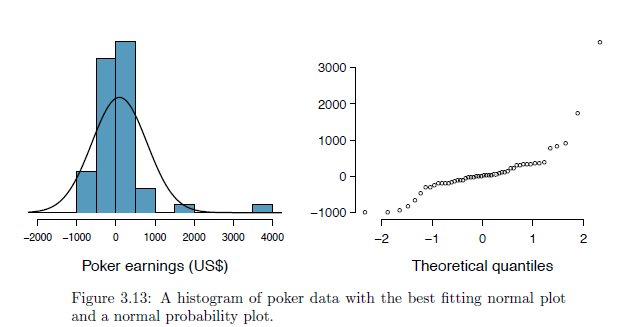 3000
2000
1000
0
−1000
−2000 −1000 0 1000 2000 3000 4000
Poker earnings (US$)
−2 −1 0 1 2
Theoretical quantiles
Figure 3.13: A histogram of poker data with the best fitting normal plot
and a normal probability plot.